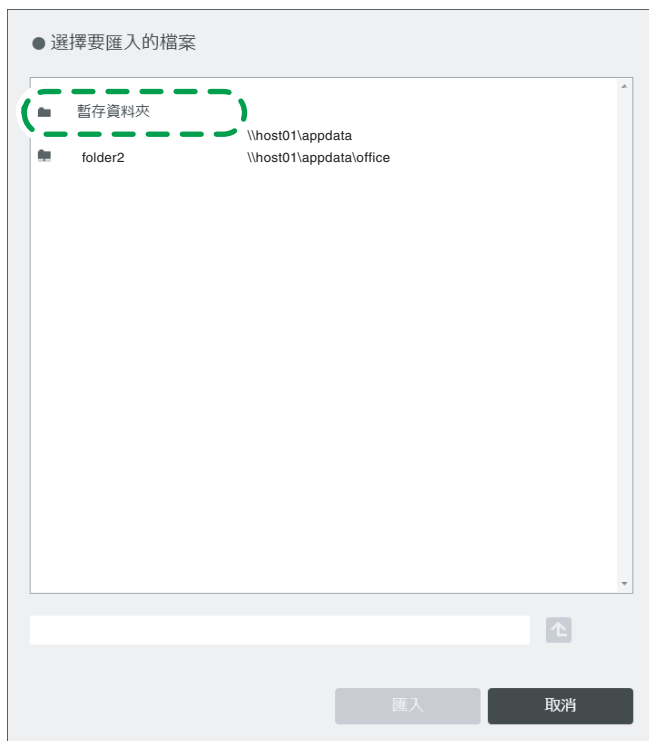 選擇要匯入的檔案
暫存資料夾
\\host01\appdata
folder2 \\host01\appdata\office
匯入 取消